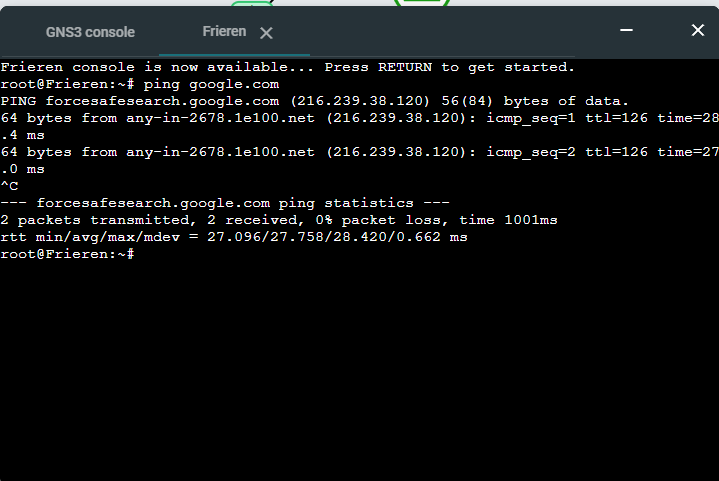 GNS3 console
Frieren
Frieren console is now available... Press RETURN to get started.
root@Frieren:~# ping google.com
PING forcesafesearch.google.com (216.239.38.120) 56(84) bytes of data.
64 bytes from any-in-2678.1e100.net (216.239.38.120): icmp_seq=1 ttl=126 time=28
.4 ms
64 bytes from any-in-2678.1e100.net (216.239.38.120): icmp_seq=2 ttl=126 time=27
.0 ms
^C
--- forcesafesearch.google.com ping statistics ---
2 packets transmitted, 2 received, 0% packet loss, time 1001ms
rtt min/avg/max/mdev = 27.096/27.758/28.420/0.662 ms
root@Frieren:~#